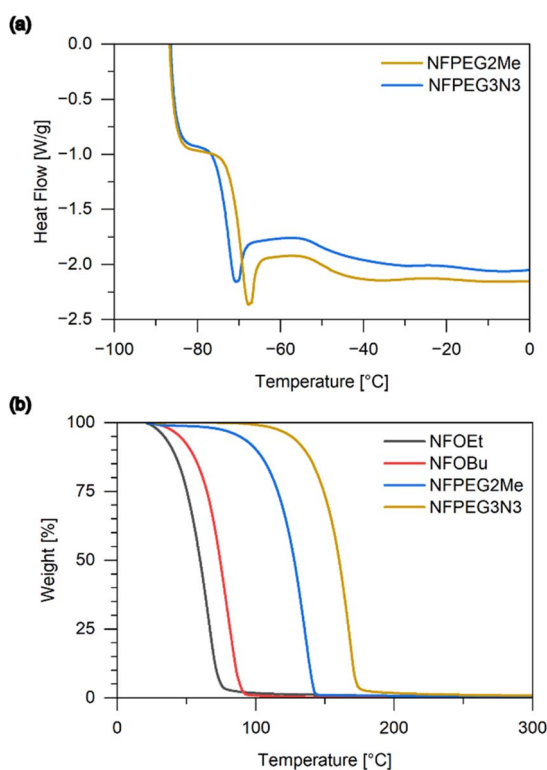 (a)
0.0
−0.5
−1.0
−1.5
−2.0
−2.5
Heat Flow [W/g]
NFPEG2Me
NFPEG3N3
−100
−80
−60
−40
−20
0
Temperature [°C]
(b)
100
75
50
25
0
Weight [%]
NFOEt
NFOBu
NFPEG2Me
NFPEG3N3
0
100
200
300
Temperature [°C]